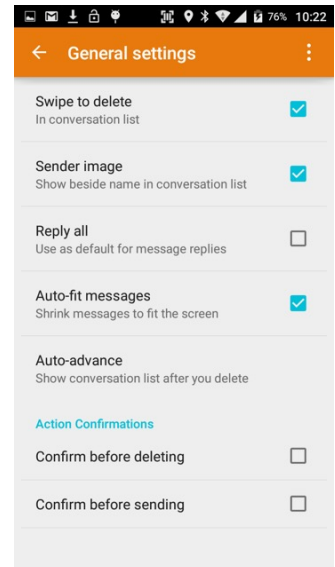 76% 10:22
General settings
Swipe to delete
In conversation list
Sender image
Show beside name in conversation list
Reply all
Use as default for message replies
Auto-fit messages
Shrink messages to fit the screen
Auto-advance
Show conversation list after you delete
Action Confirmations
Confirm before deleting
Confirm before sending